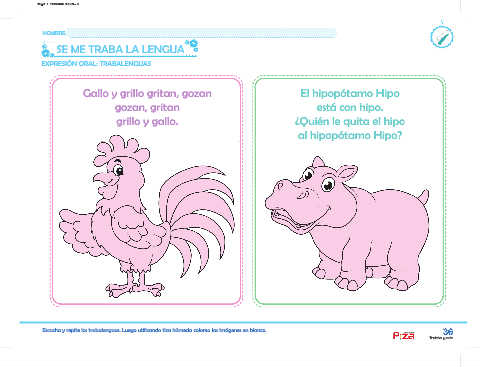 NOMBRE:
SE ME TRABA LA LENGUA
EXPRESIÓN ORAL: TRABALENGUAS
Gallo y grillo gritan, gozan
gozan, gritan
grillo y gallo.
El hipopótamo Hipo
está con hipo.
¿Quién le quita el hipo
al hipopótamo Hipo?
Escucha y repite los trabalenguas. Luego utilizando tiza húmeda colorea las imágenes en blanco.
36